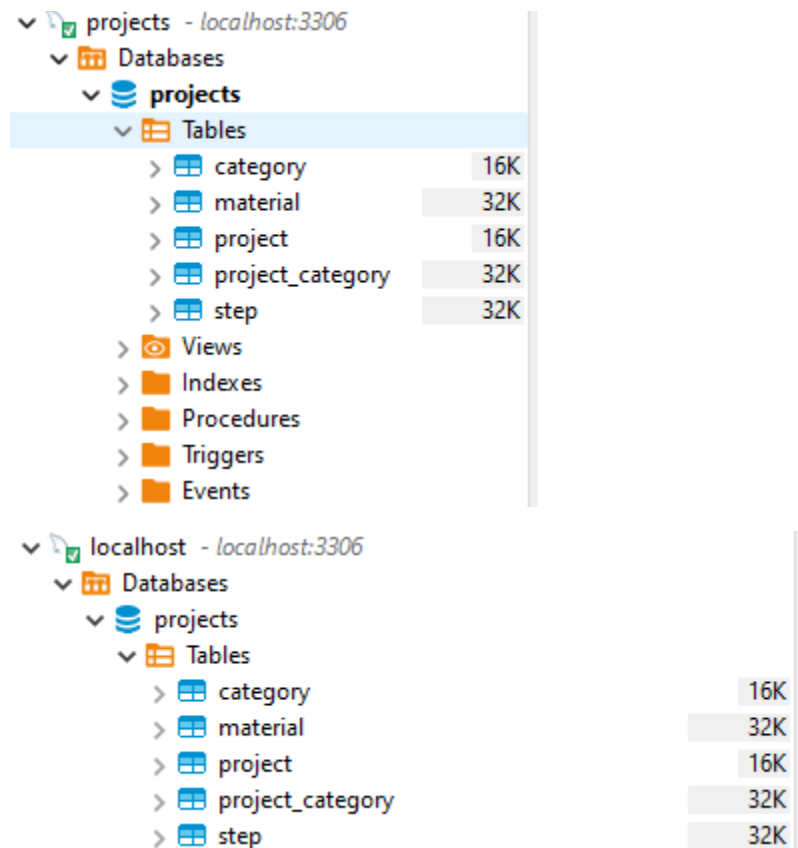 projects - localhost:3306
Databases
projects
Tables
category 16K
material 32K
project 16K
project_category 32K
step 32K
Views
Indexes
Procedures
Triggers
Events
localhost - localhost:3306
Databases
projects
Tables
category 16K
material 32K
project 16K
project_category 32K
step 32K